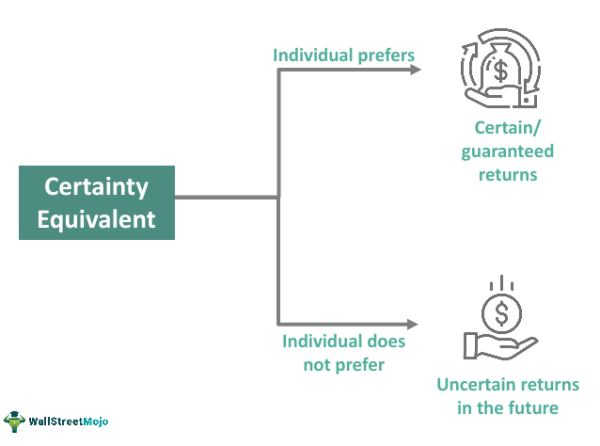 Individual prefers
Certain/
guaranteed
returns
Certainty
Equivalent
Individual does
not prefer
Uncertain returns
in the future
WallStreetMojo
$
$